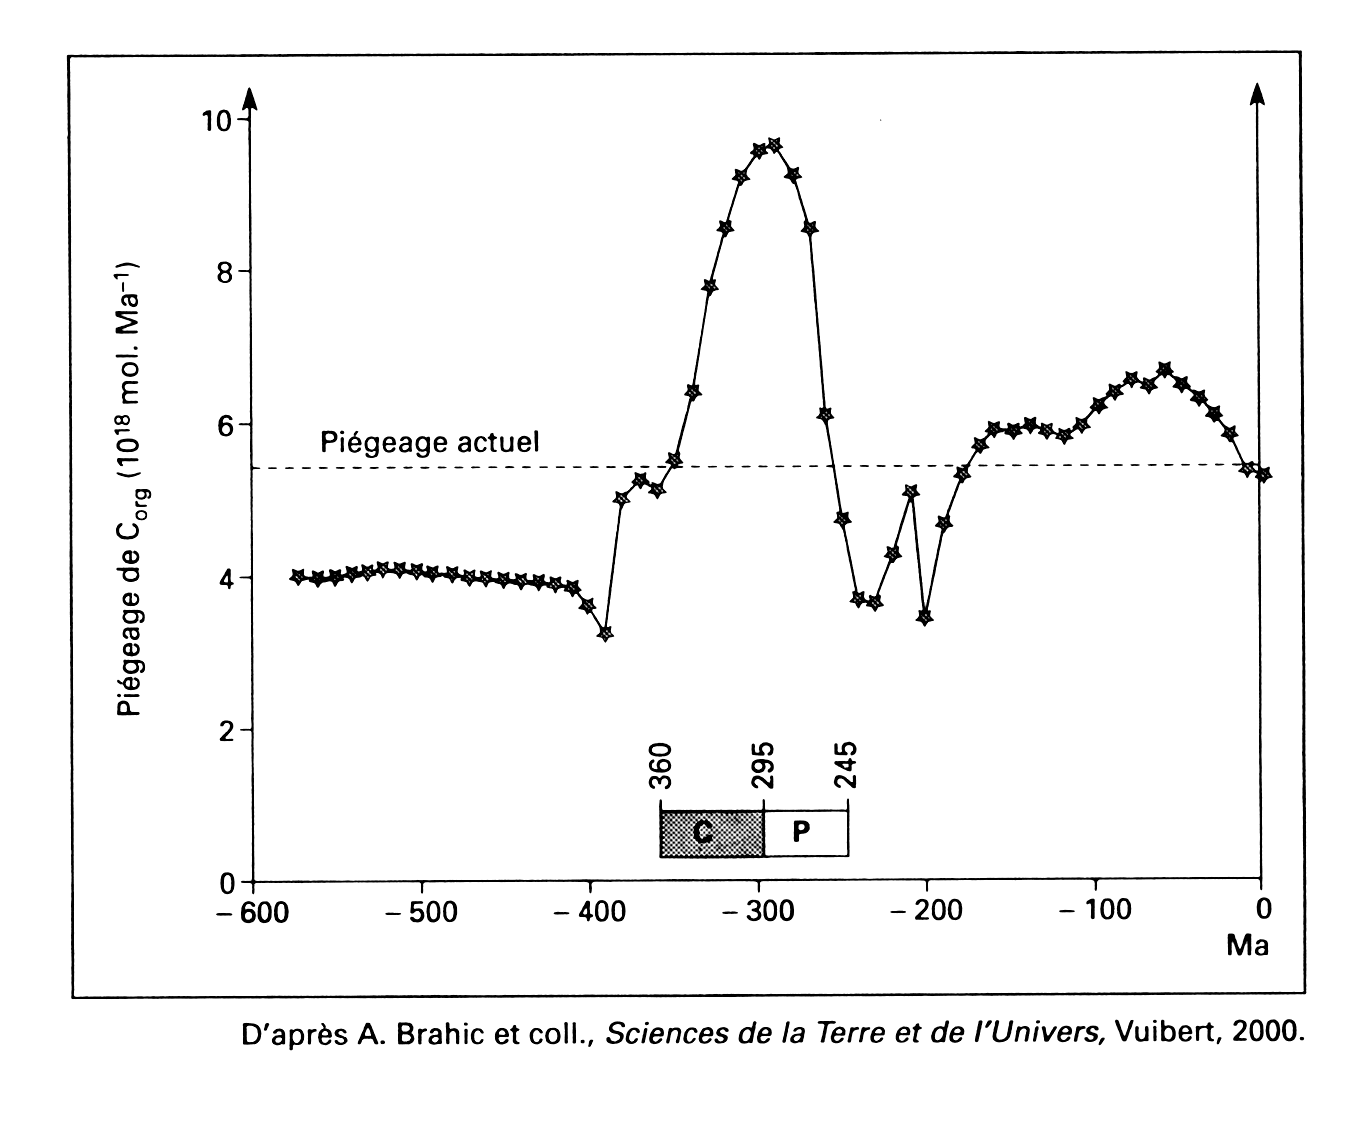 10
8
6
4
2
0
Piégeage de Corg (10¹⁸ mol. Ma⁻¹)
Piégeage actuel
360
295
245
C
P
– 600
– 500
– 400
– 300
– 200
– 100
0
Ma
D'après A. Brahic et coll., Sciences de la Terre et de l'Univers, Vuibert, 2000.